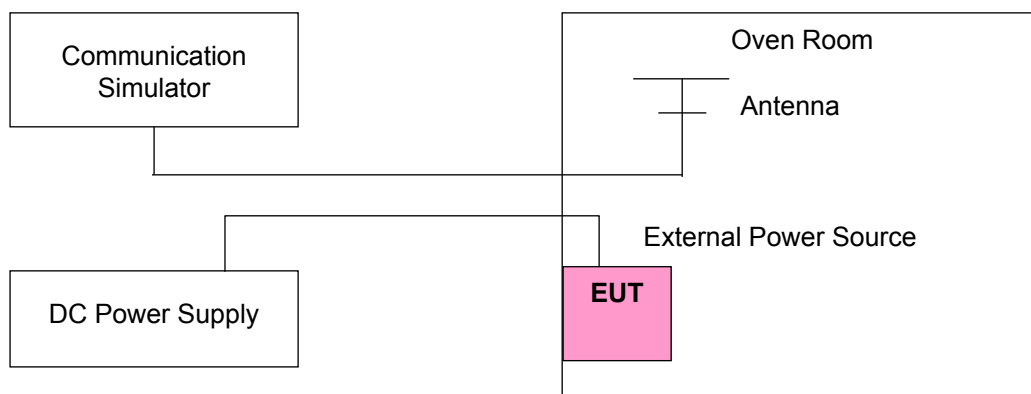 Communication
Simulator
Oven Room
Antenna
External Power Source
EUT
DC Power Supply